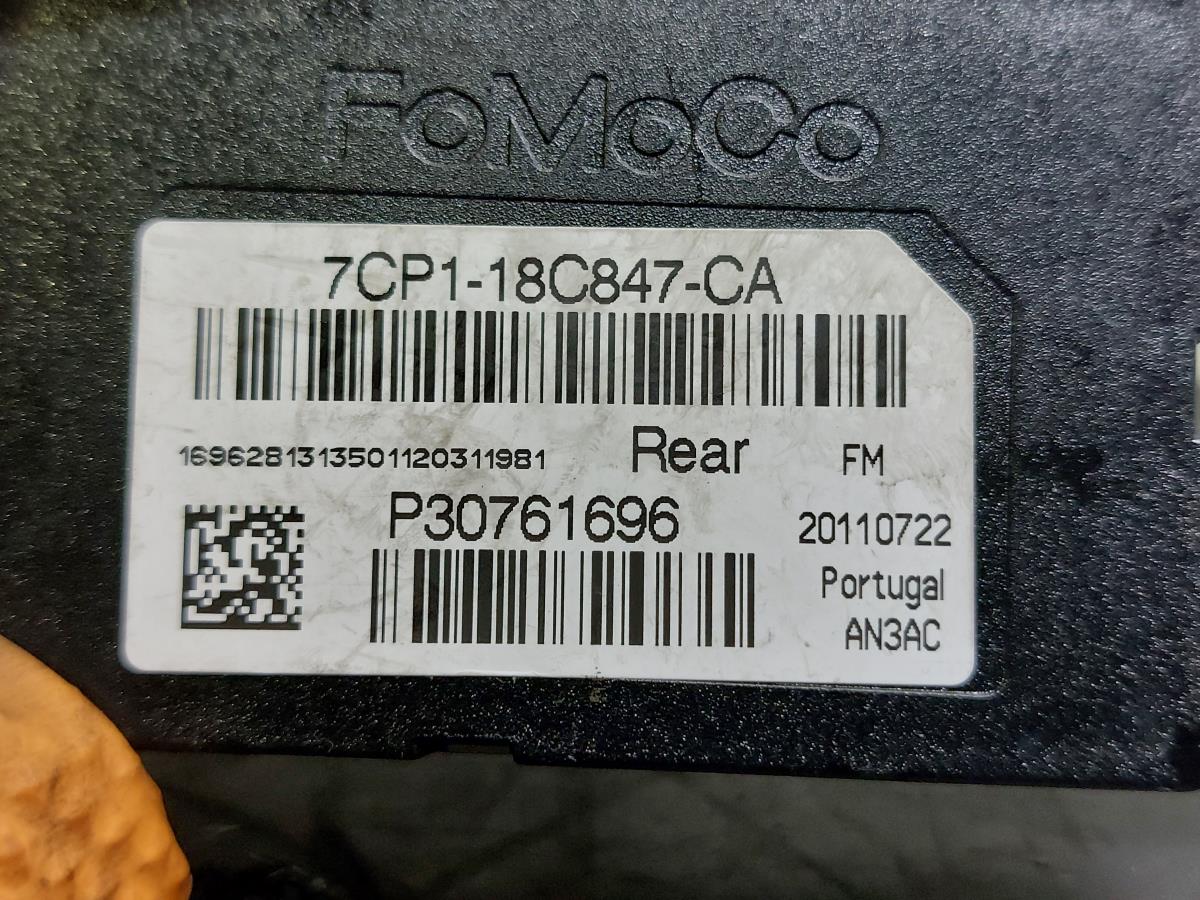 FoMoCo
7CP1-18C847-CA
1696281313501120311981 Rear FM
P30761696 20110722
Portugal
AN3AC